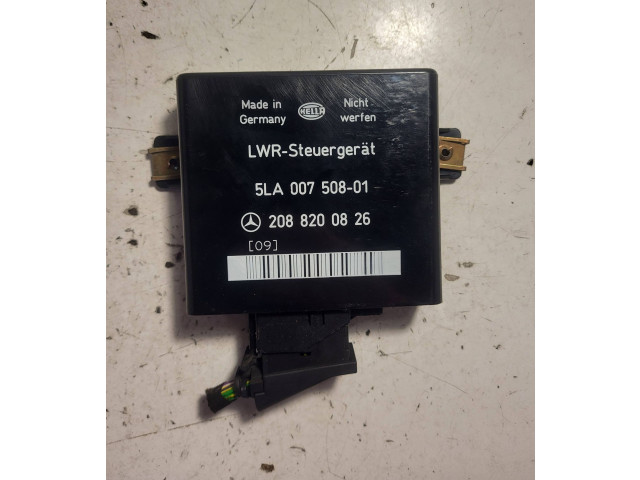 Made in
Germany
HELLA
Nicht
werfen
LWR-Steuergerät
5LA 007 508-01
208 820 08 26
[09]